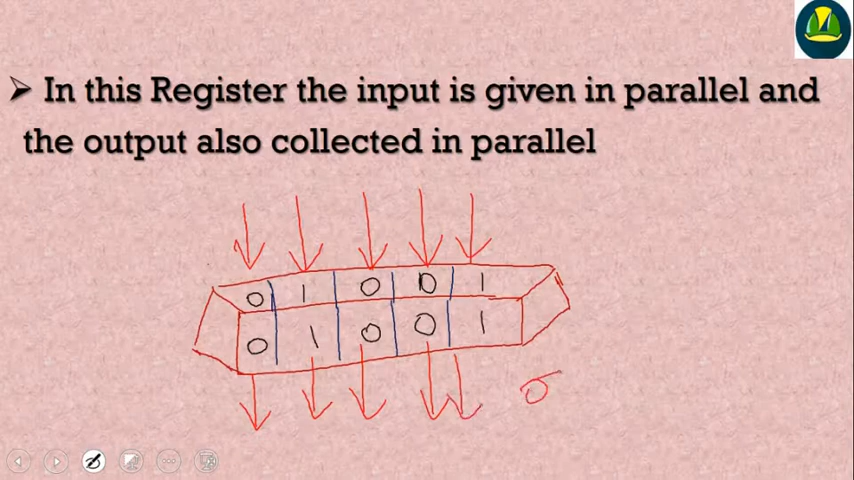 ➢ In this Register the input is given in parallel and
the output also collected in parallel
0 1 0 0 1
0 1 0 0 1